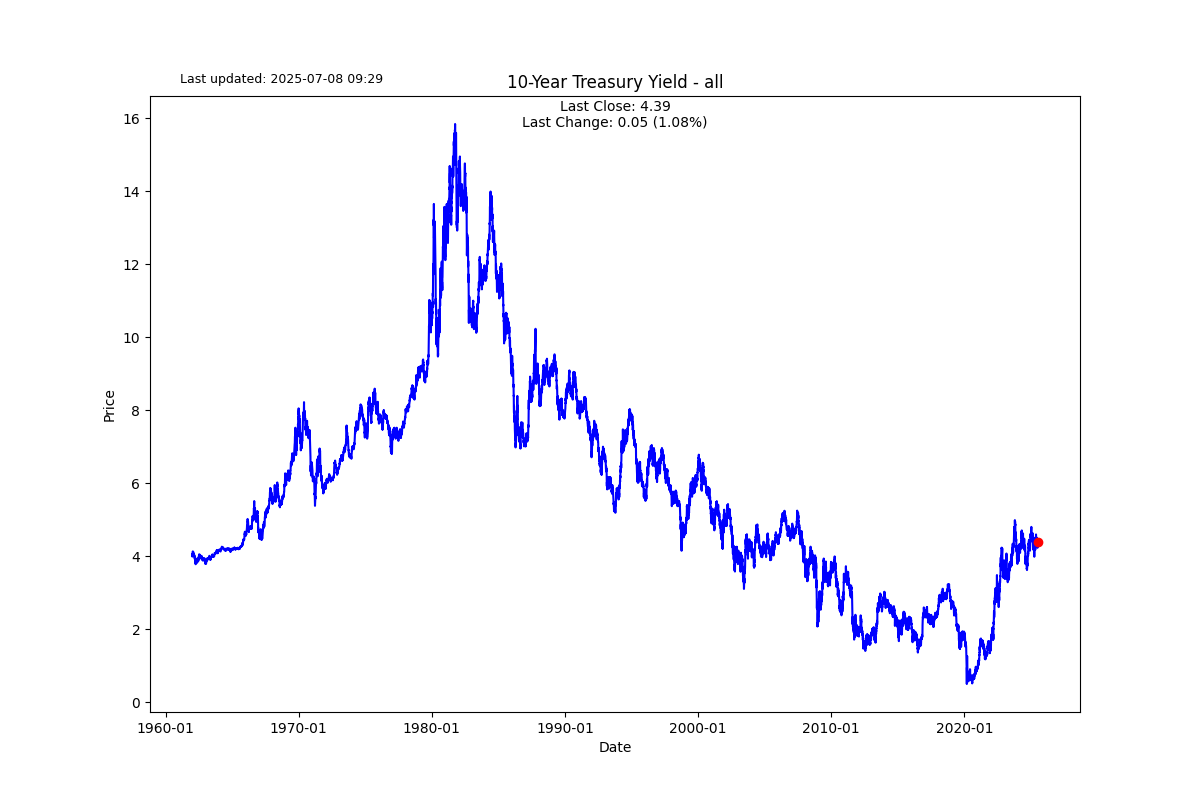 Last updated: 2025-07-08 09:29
10-Year Treasury Yield - all
Last Close: 4.39
Last Change: 0.05 (1.08%)
16
14
12
10
8
6
4
2
0
Price
1960-01 1970-01 1980-01 1990-01 2000-01 2010-01 2020-01
Date